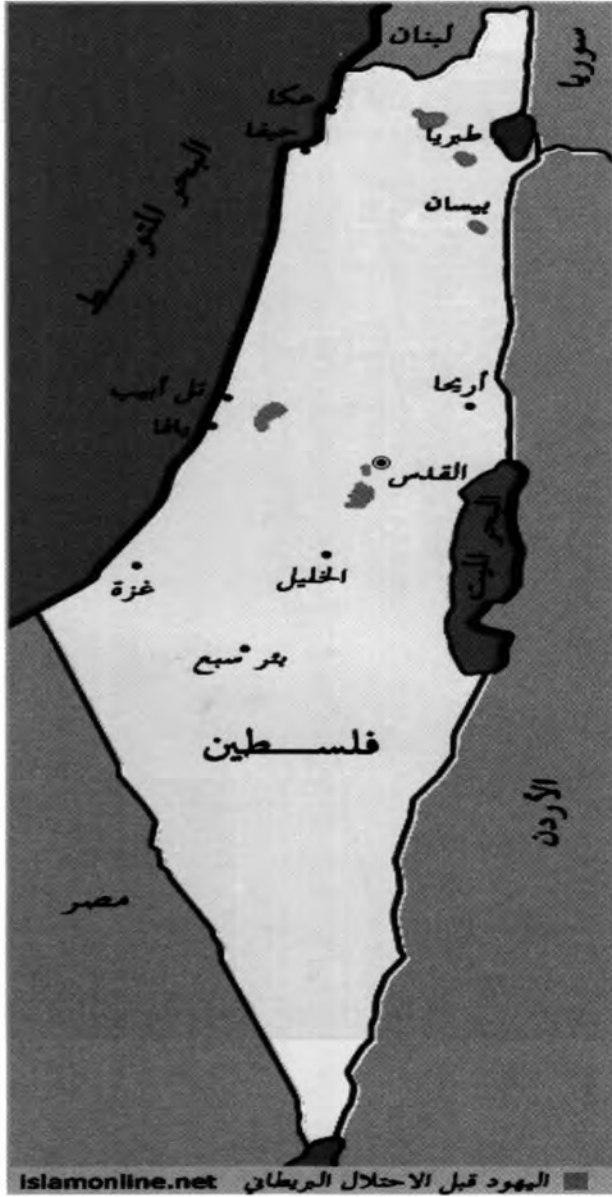 لبنان
سوريا
عكا
حيفا
طبريا
البحر المتوسط
بيسان
تل أبيب
يافا
أريحا
القدس
البحر الميت
الخليل
غزة
بئر سبع
فلسطين
الأردن
مصر
اليهود قبل الاحتلال البريطاني islamonline.net